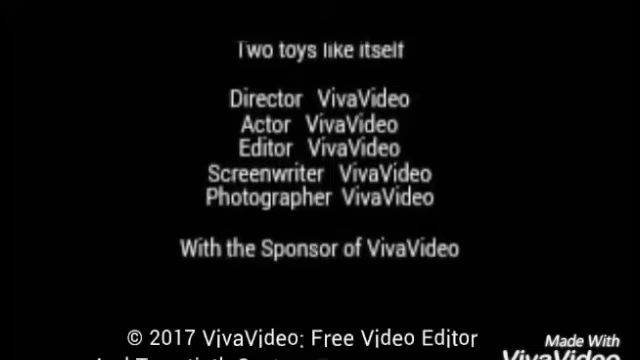 Two toys like itself
Director VivaVideo
Actor VivaVideo
Editor VivaVideo
Screenwriter VivaVideo
Photographer VivaVideo
With the Sponsor of VivaVideo
© 2017 VivaVideo: Free Video Editor
Made With
VivaVideo